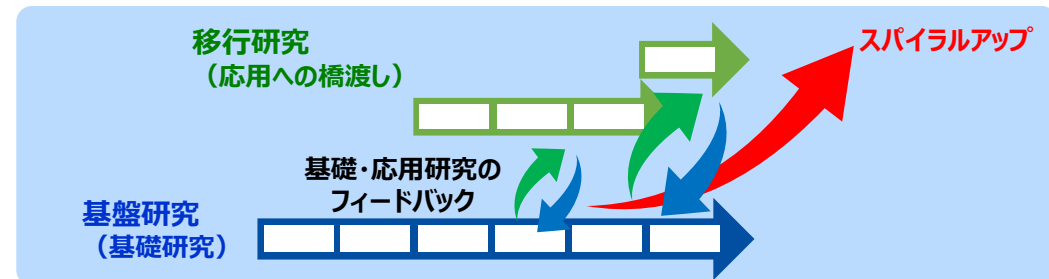 移行研究
（応用への橋渡し）
スパイラルアップ
基礎・応用研究の
フィードバック
基盤研究
（基礎研究）